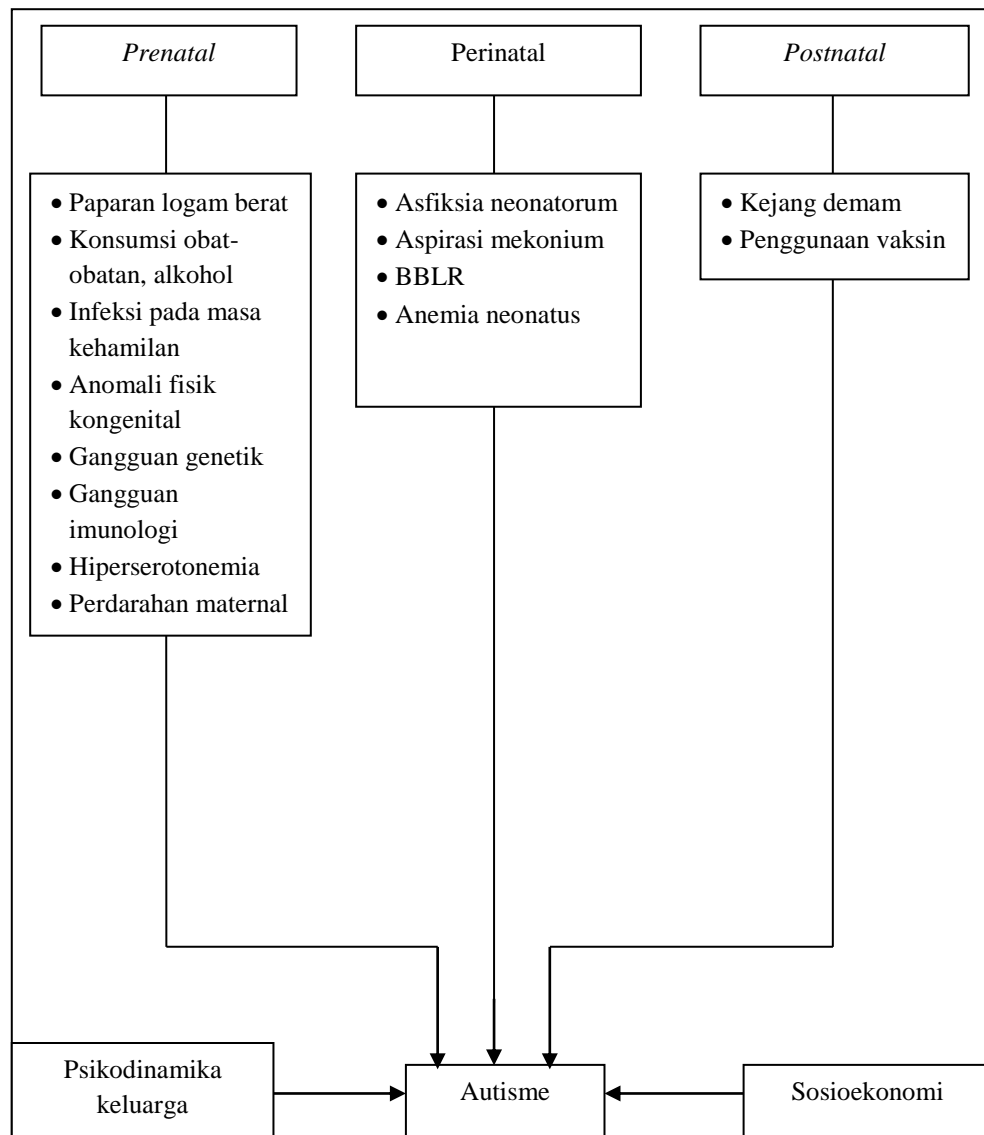 Prenatal
Perinatal
Postnatal
• Paparan logam berat
• Konsumsi obat-
obatan, alkohol
• Infeksi pada masa
kehamilan
• Anomali fisik
kongenital
• Gangguan genetik
• Gangguan
imunologi
• Hiperserotonemia
• Perdarahan maternal
• Asfiksia neonatorum
• Aspirasi mekonium
• BBLR
• Anemia neonatus
• Kejang demam
• Penggunaan vaksin
Psikodinamika
keluarga
Autisme
Sosioekonomi